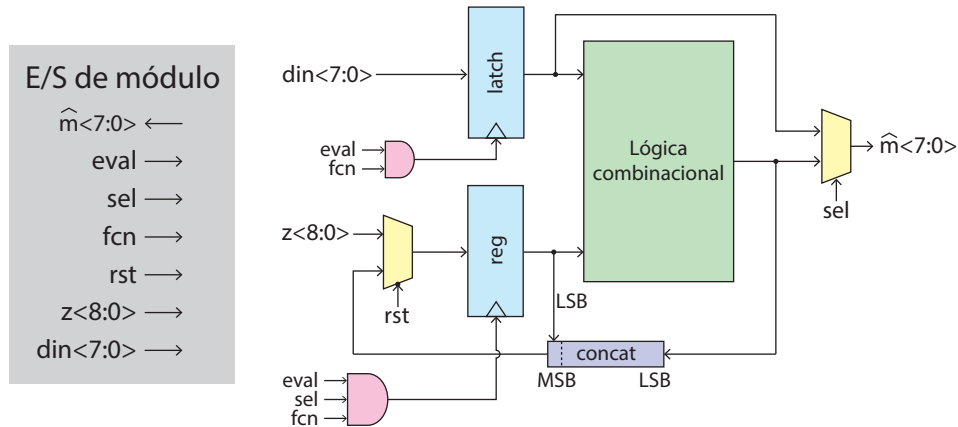 E/S de módulo
m̂<7:0>
eval
sel
fcn
rst
z<8:0>
din<7:0>
din<7:0>
latch
eval
fcn
Lógica
combinacional
m̂<7:0>
sel
z<8:0>
reg
rst
LSB
concat
MSB
LSB
eval
sel
fcn